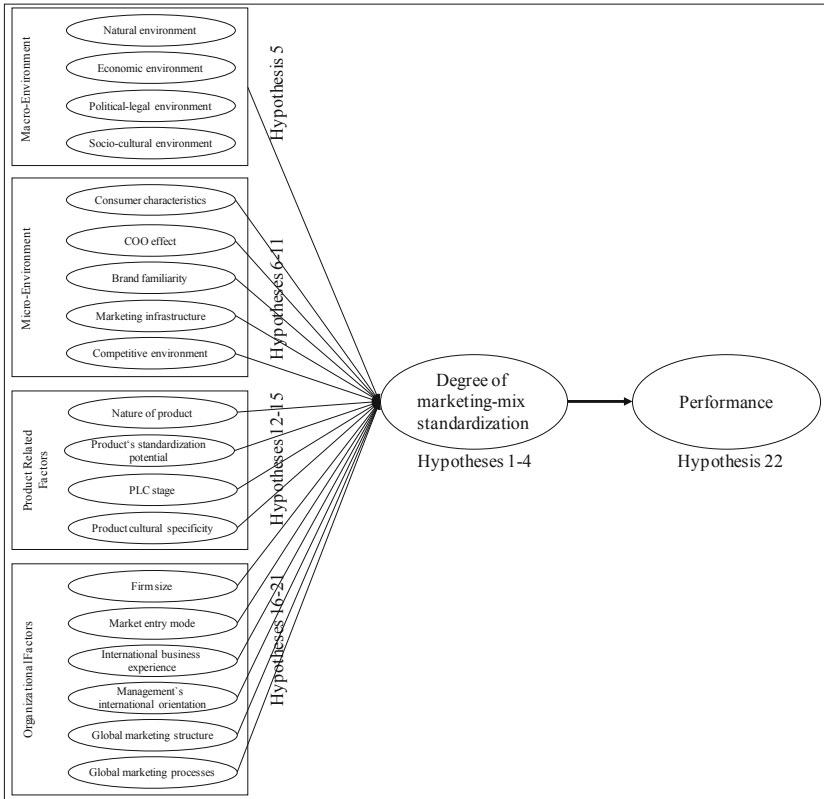 Macro-Environment
Natural environment
Economic environment
Political-legal environment
Socio-cultural environment
Hypothesis 5
Micro-Environment
Consumer characteristics
COO effect
Brand familiarity
Marketing infrastructure
Competitive environment
Hypotheses 6-11
Product Related
Factors
Nature of product
Product‘s standardization
potential
PLC stage
Product cultural specificity
Hypotheses 12-15
Organizational Factors
Firm size
Market entry mode
International business
experience
Management`s
international orientation
Global marketing structure
Global marketing processes
Hypotheses 16-21
Degree of
marketing-mix
standardization
Hypotheses 1-4
Performance
Hypothesis 22